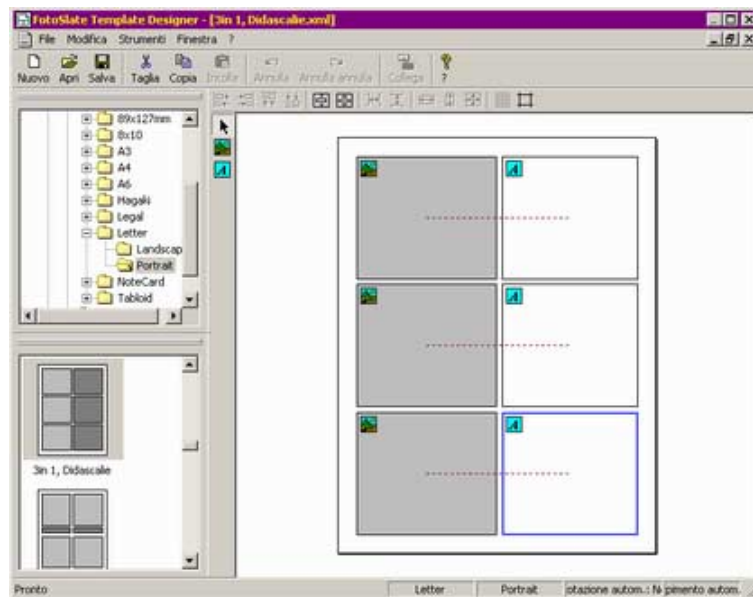 FotoSlate Template Designer - [3in 1, Didascalie.xml]
File Modifica Strumenti Finestra ?
Nuovo Apri Salva Taglia Copia Incolla Annulla Annulla annulla Collega ?
89x127mm
8x10
A3
A4
A6
Hagaki
Legal
Letter
Landscap
Portrait
NoteCard
Tabloid
3in 1, Didascalie
Pronto Letter Portrait otazione autom.: N pimento autom.